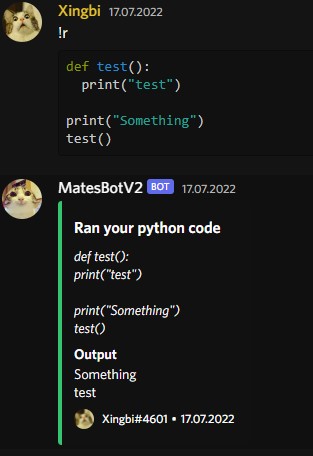 Xingbi 17.07.2022
!r
def test():
  print("test")

print("Something")
test()
MatesBotV2 BOT 17.07.2022
Ran your python code
def test():
print("test")

print("Something")
test()
Output
Something
test
Xingbi#4601 • 17.07.2022